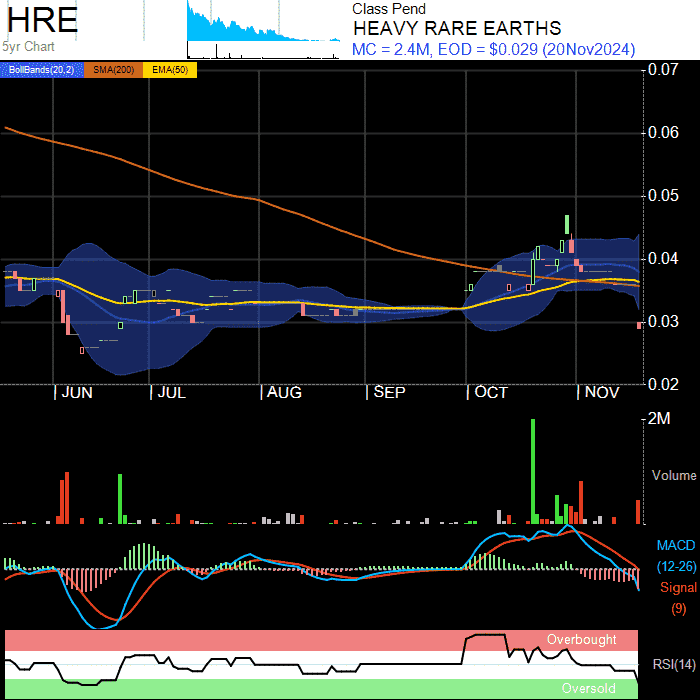 HRE
5yr Chart
Class Pend
HEAVY RARE EARTHS
MC = 2.4M, EOD = $0.029 (20Nov2024)
BollBands(20,2) SMA(200) EMA(50)
0.07
0.06
0.05
0.04
0.03
0.02
JUN JUL AUG SEP OCT NOV
2M
Volume
MACD
(12-26)
Signal
(9)
Overbought
RSI(14)
Oversold